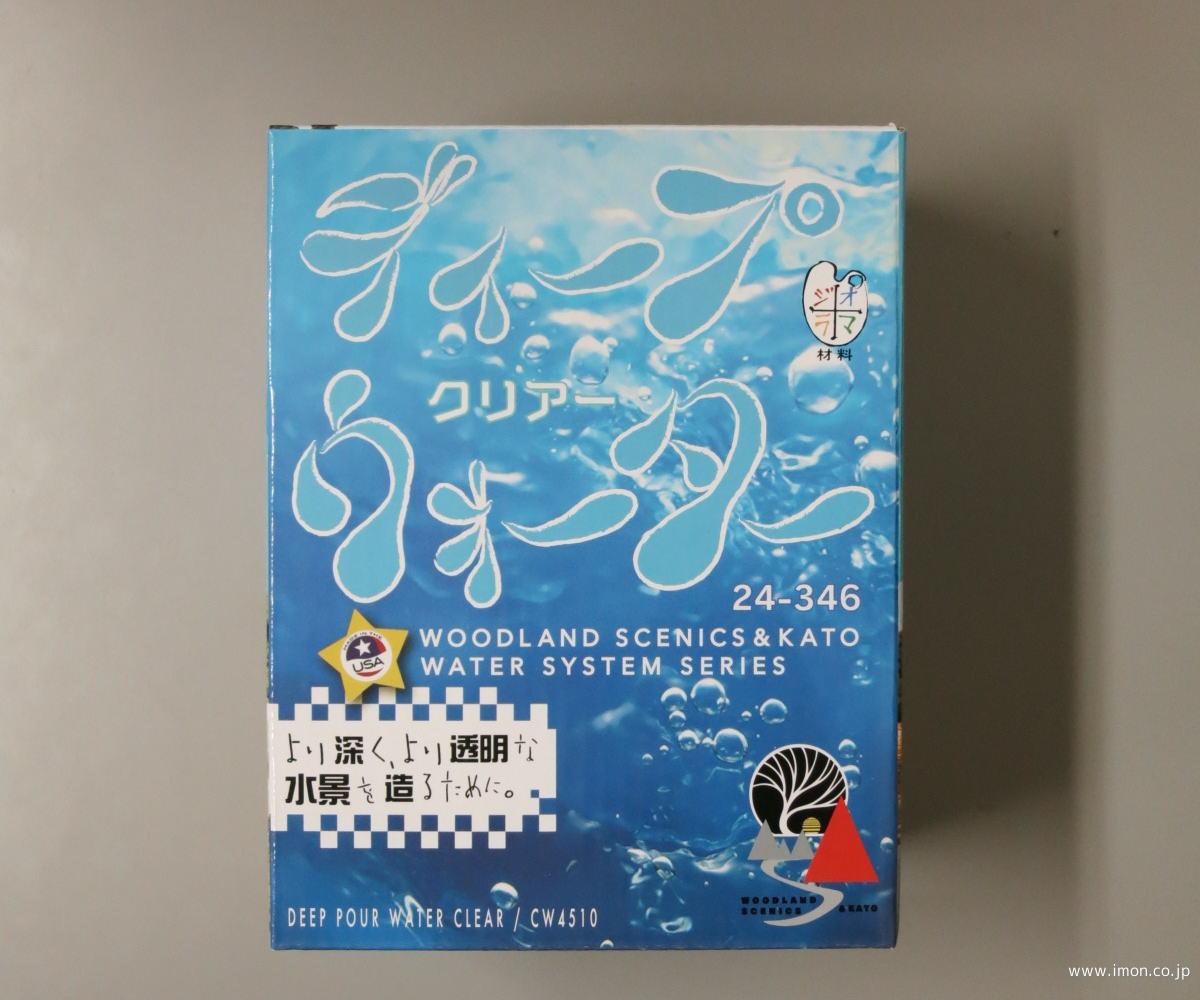 ディープ
ジオ
ラマ
材料
クリアー
ウォーター
24-346
MADE IN THE
USA
WOODLAND SCENICS & KATO
WATER SYSTEM SERIES
より深く、より透明な
水景を造るために。
WOODLAND
SCENICS & KATO
DEEP POUR WATER CLEAR / CW4510
www.imon.co.jp